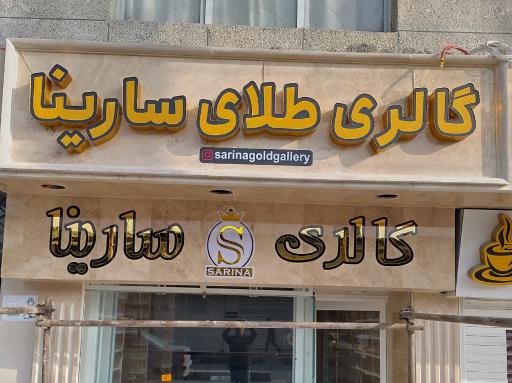 گالری طلای سارینا
sarinagoldgallery
گالری سارینا
S
SARINA